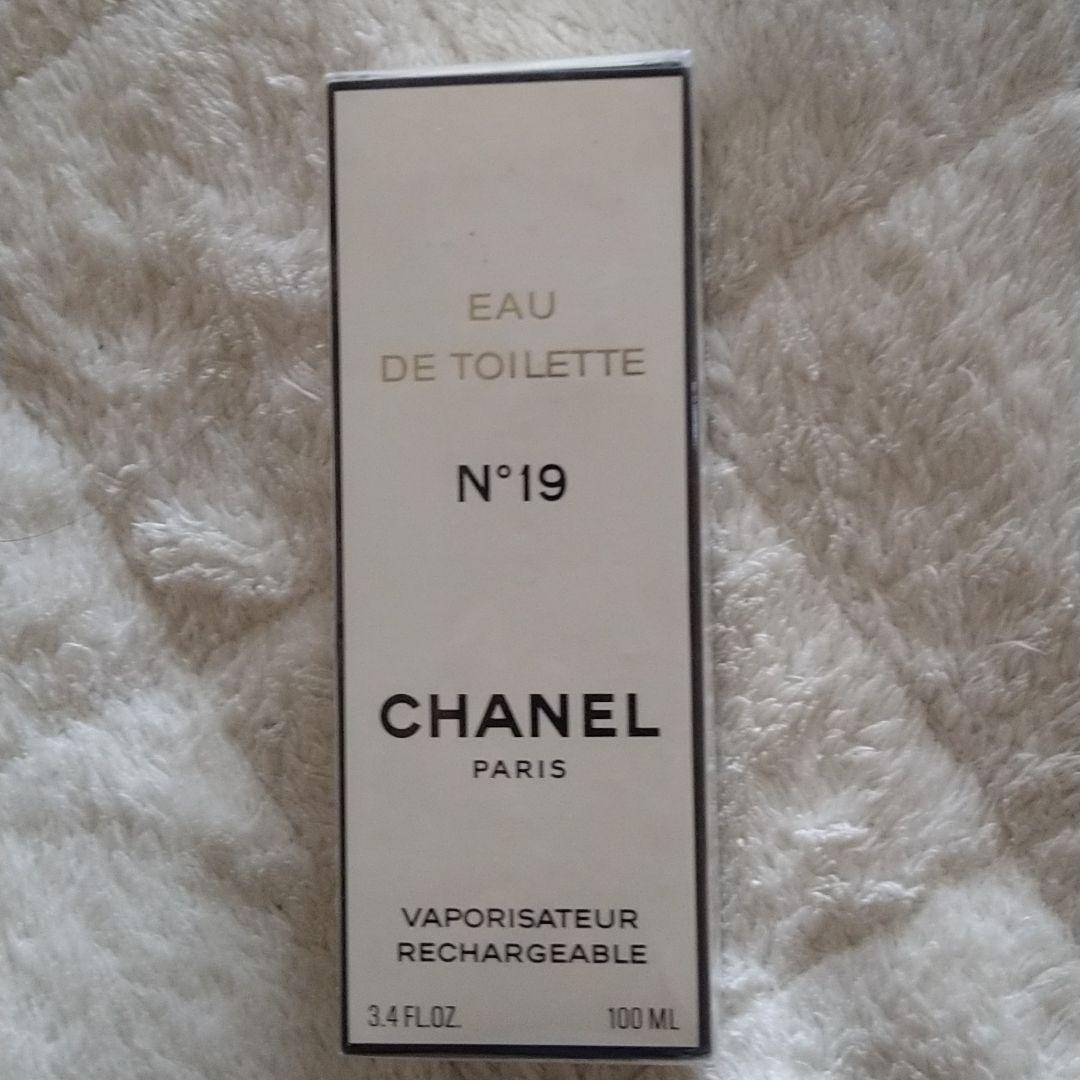 EAU
DE TOILETTE
N°19
CHANEL
PARIS
VAPORISATEUR
RECHARGEABLE
3.4 FL.OZ. 100 ML